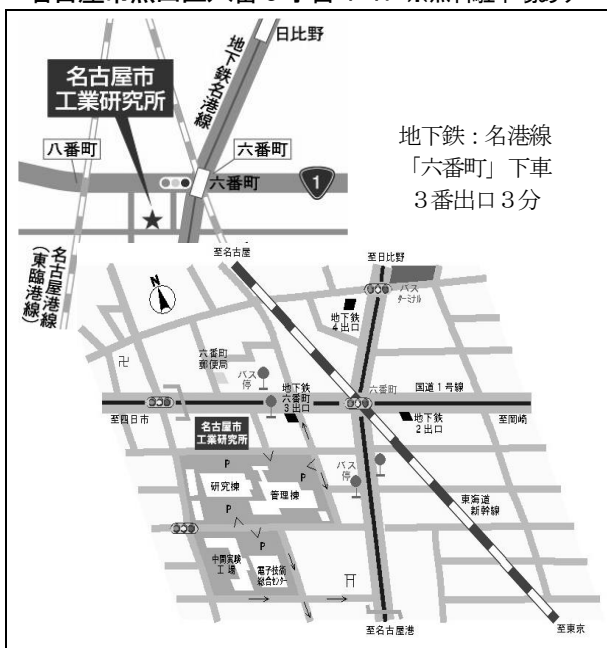 日比野
地下鉄名港線
名古屋市
工業研究所
八番町
六番町
六番町
1
名古屋港線
(東臨港線)
地下鉄：名港線
「六番町」下車
３番出口３分
至名古屋
至日比野
N
バス
ターミナル
地下鉄
4出口
卍
六番町
郵便局
バス
停
地下鉄
六番町
3出口
六番町
国道1号線
至四日市
地下鉄
2出口
至岡崎
名古屋市
工業研究所
P
研究棟
管理棟
P
P
P
バス
停
東海道
新幹線
中間実験
工場
電子技術
総合センター
至名古屋港
至東京